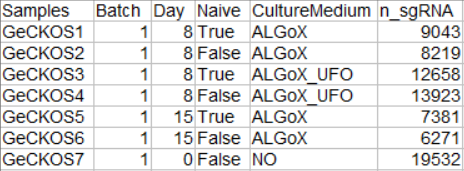 Samples Batch Day Naive CultureMedium n_sgRNA
GeCKOS1 1 8 True ALGoX 9043
GeCKOS2 1 8 False ALGoX 8219
GeCKOS3 1 8 True ALGoX_UFO 12658
GeCKOS4 1 8 False ALGoX_UFO 13923
GeCKOS5 1 15 True ALGoX 7381
GeCKOS6 1 15 False ALGoX 6271
GeCKOS7 1 0 False NO 19532